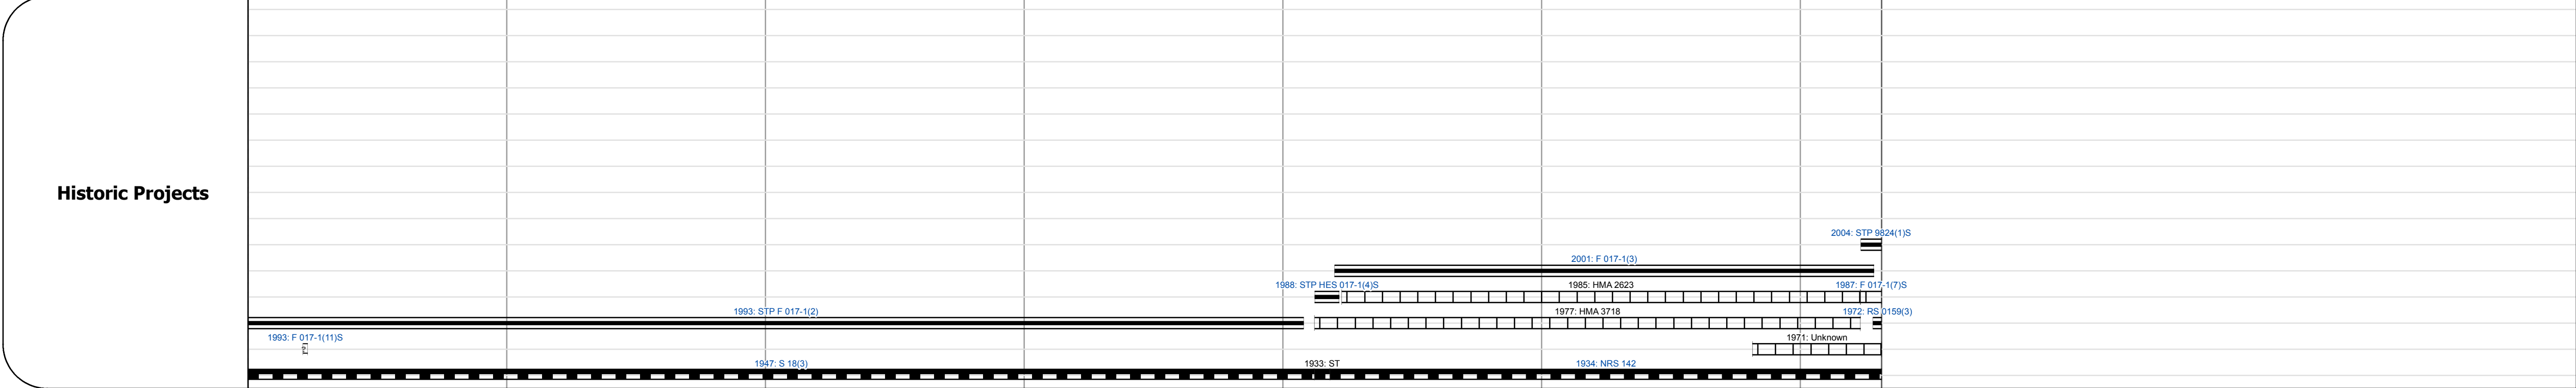 Historic Projects
2004: STP 9824(1)S
2001: F 017-1(3)
1988: STP HES 017-1(4)S
1985: HMA 2623
1987: F 017-1(7)S
1993: STP F 017-1(2)
1977: HMA 3718
1972: RS 0159(3)
1993: F 017-1(11)S
1971: Unknown
1947: S 18(3)
1933: ST
1934: NRS 142